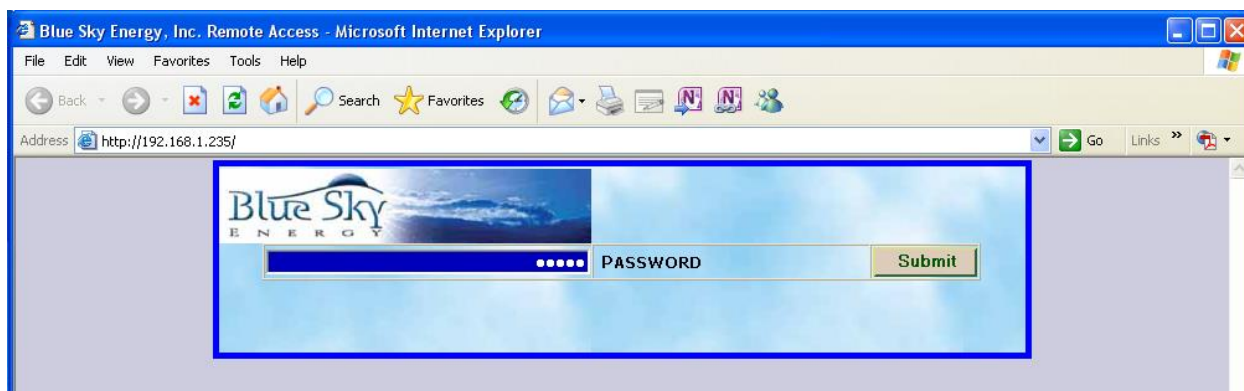 Blue Sky Energy, Inc. Remote Access - Microsoft Internet Explorer
File Edit View Favorites Tools Help
Back Search Favorites
Address http://192.168.1.235/ Go Links »
Blue Sky
ENERGY
••••• PASSWORD Submit